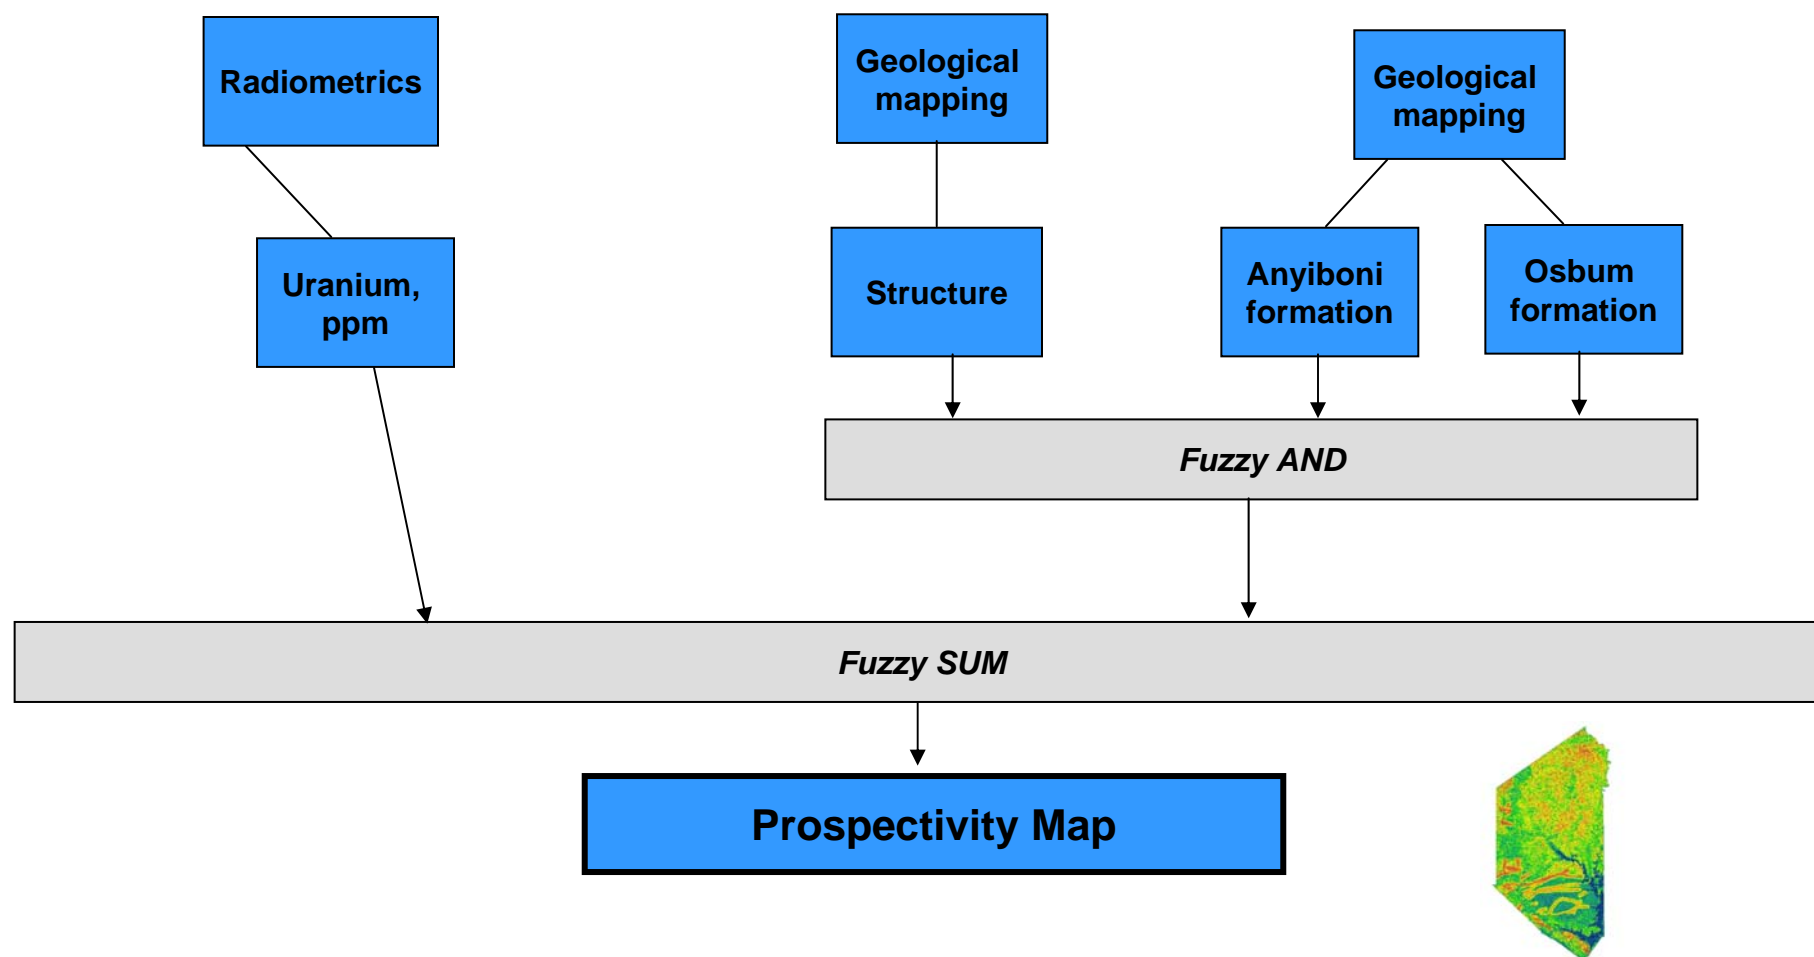 Radiometrics
Geological
mapping
Geological
mapping
Uranium,
ppm
Structure
Anyiboni
formation
Osbum
formation
Fuzzy AND
Fuzzy SUM
Prospectivity Map